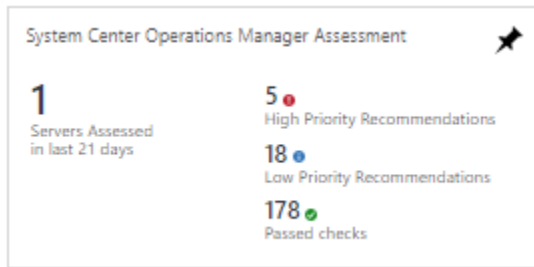 System Center Operations Manager Assessment
1
Servers Assessed
in last 21 days
5
High Priority Recommendations
18
Low Priority Recommendations
178
Passed checks